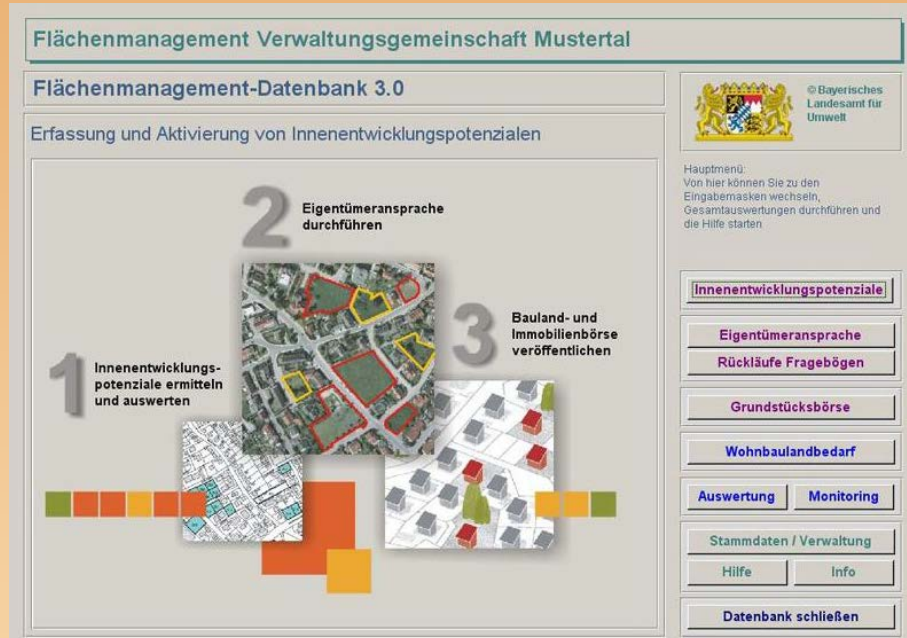 Flächenmanagement Verwaltungsgemeinschaft Mustertal
Flächenmanagement-Datenbank 3.0
Erfassung und Aktivierung von Innenentwicklungspotenzialen
1
Innenentwicklungs-
potenziale ermitteln
und auswerten
2
Eigentümeransprache
durchführen
3
Bauland- und
Immobilienbörse
veröffentlichen
© Bayerisches
Landesamt für
Umwelt
Hauptmenü:
Von hier können Sie zu den
Eingabemasken wechseln,
Gesamtauswertungen durchführen und
die Hilfe starten
Innenentwicklungspotenziale
Eigentümeransprache
Rückläufe Fragebögen
Grundstücksbörse
Wohnbaulandbedarf
Auswertung
Monitoring
Stammdaten / Verwaltung
Hilfe
Info
Datenbank schließen